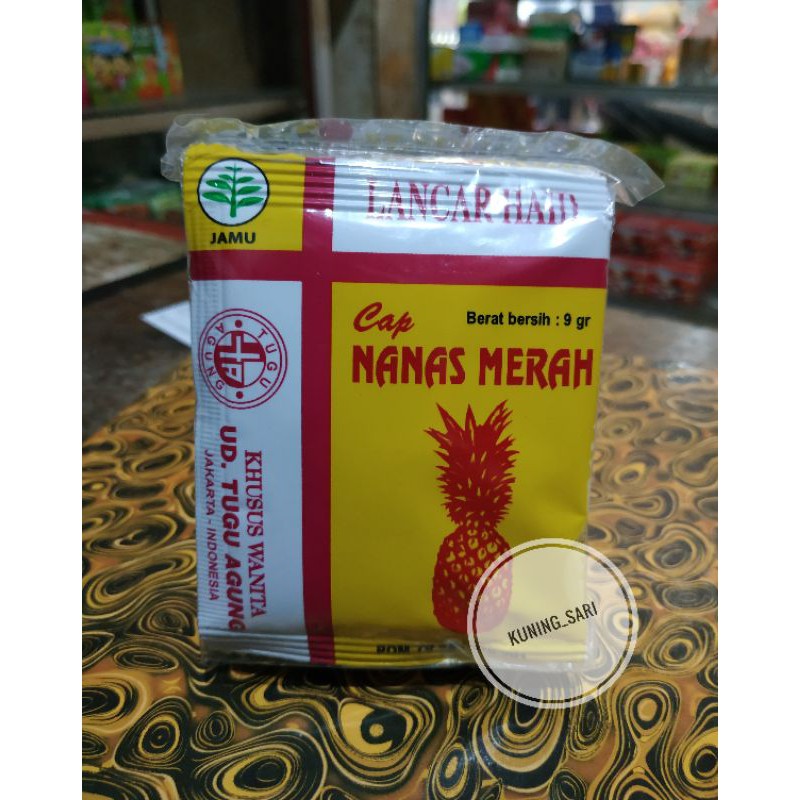 JAMU
LANCAR HAID
Cap
Berat bersih : 9 gr
NANAS MERAH
TUGU
AGUNG
KHUSUS WANITA
UD. TUGU AGUNG
JAKARTA - INDONESIA
KUNING_SARI